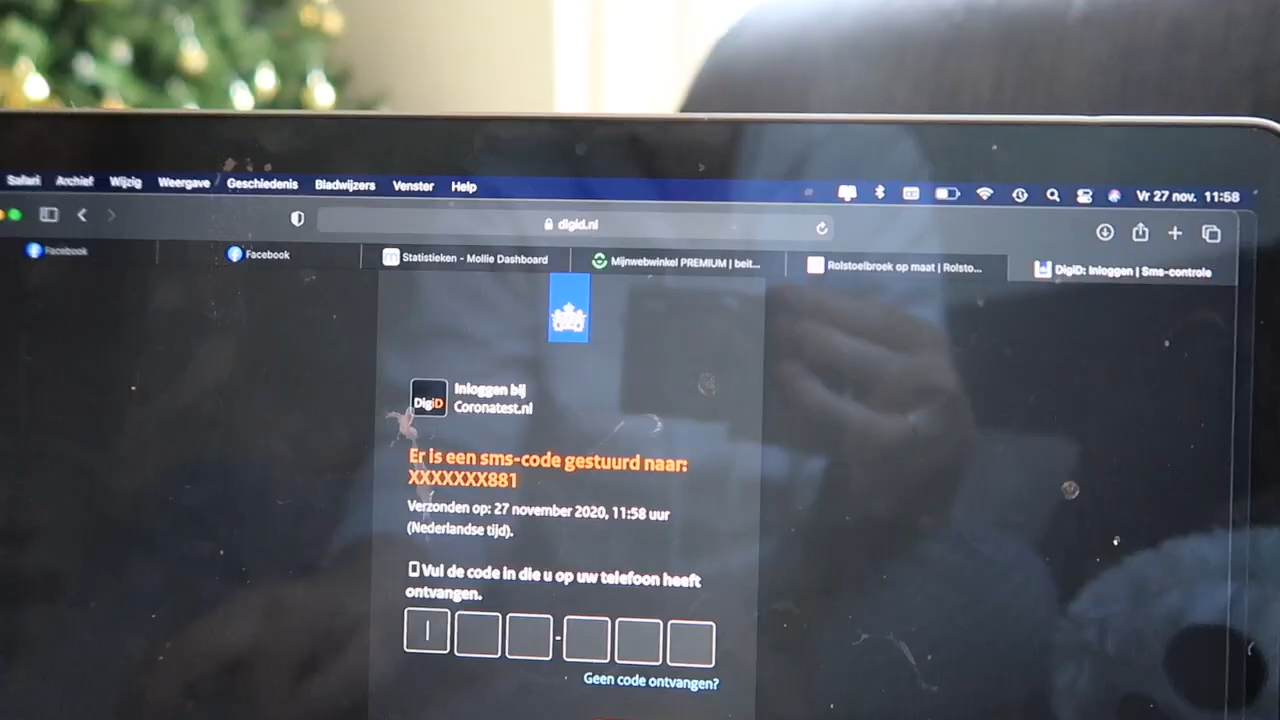 Safari Archief Wijzig Weergave Geschiedenis Bladwijzers Venster Help Vr 27 nov. 11:58
digid.nl
Facebook Facebook Statistieken - Mollie Dashboard Mijnwebwinkel PREMIUM | beit... Rolstoelbroek op maat | Rolsto... DigiD: Inloggen | Sms-controle
DigiD
Inloggen bij
Coronatest.nl
Er is een sms-code gestuurd naar:
XXXXXXX881
Verzonden op: 27 november 2020, 11:58 uur
(Nederlandse tijd).
Vul de code in die u op uw telefoon heeft
ontvangen.
-
Geen code ontvangen?